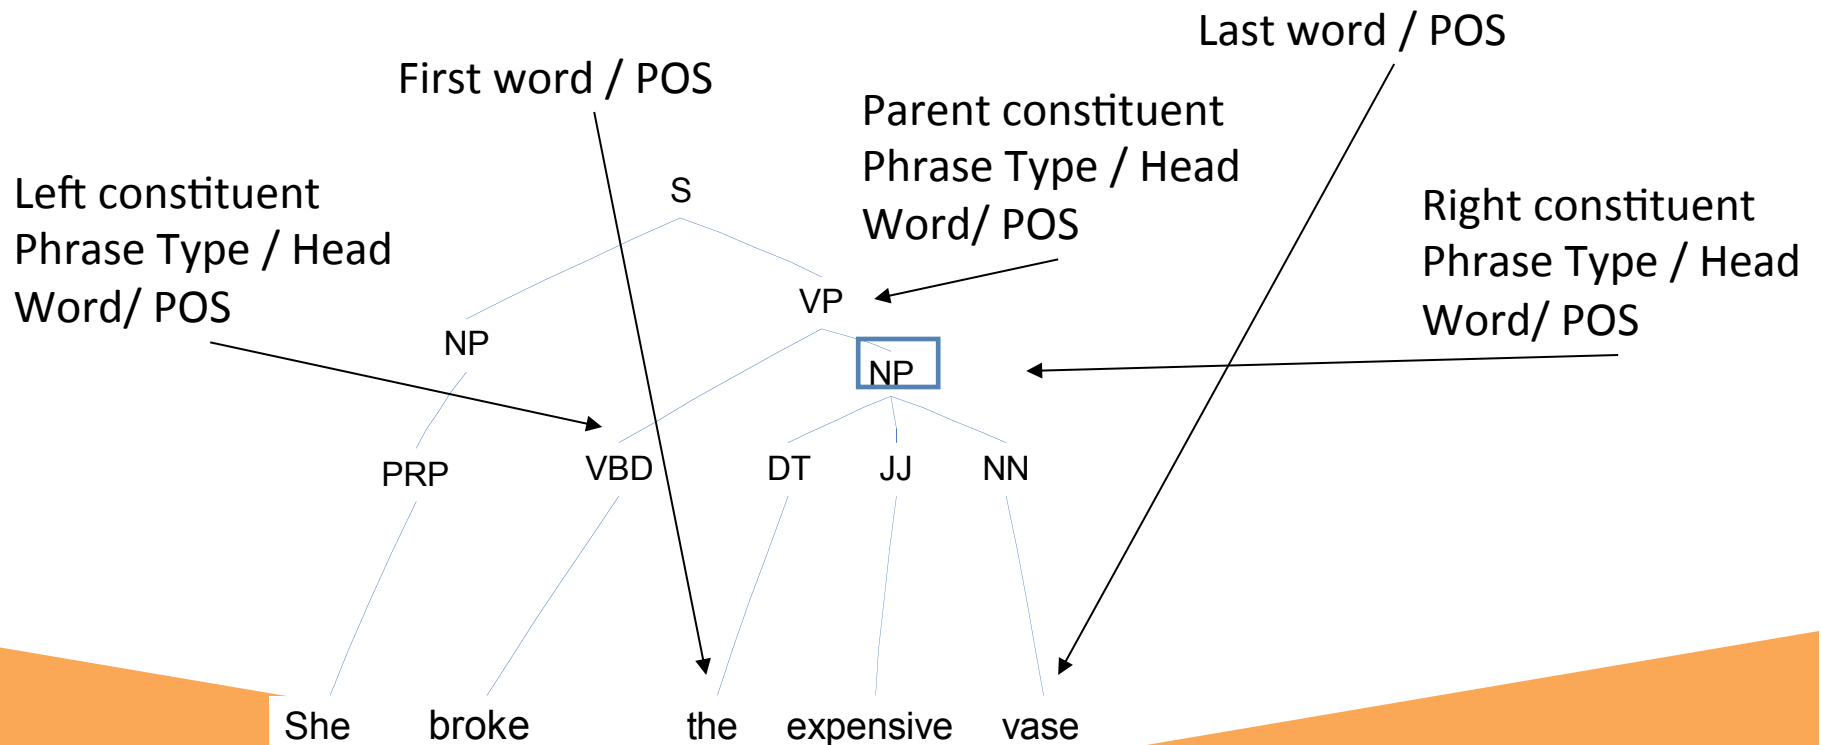 Last word / POS
First word / POS
Parent constituent
Phrase Type / Head
Word/ POS
Left constituent
Phrase Type / Head
Word/ POS
Right constituent
Phrase Type / Head
Word/ POS
S
VP
NP
NP
PRP
VBD
DT
JJ
NN
She broke the expensive vase